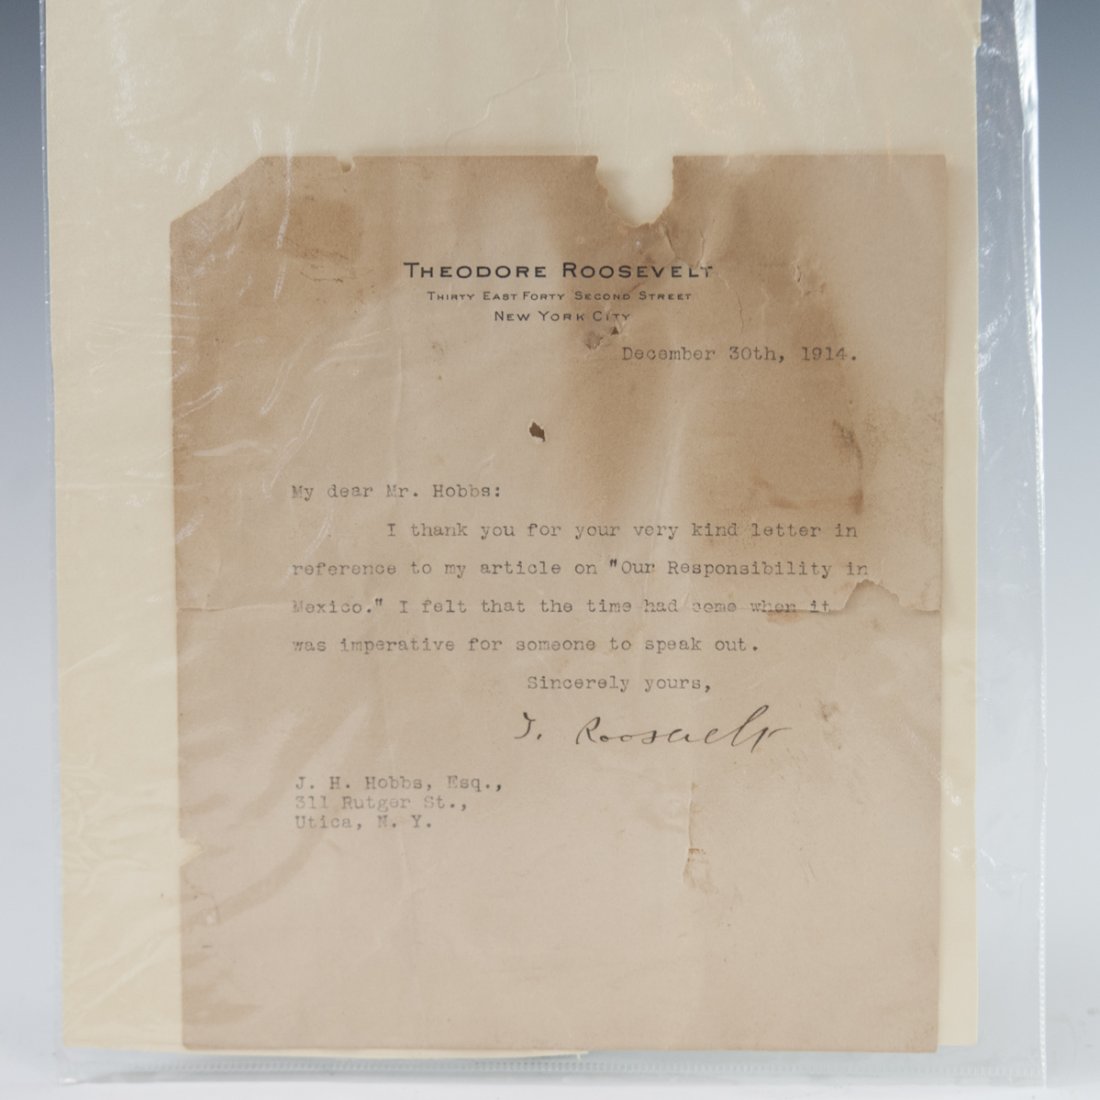 THEODORE ROOSEVELT
THIRTY EAST FORTY SECOND STREET
NEW YORK CITY
December 30th, 1914.
My dear Mr. Hobbs:
I thank you for your very kind letter in
reference to my article on "Our Responsibility in
Mexico." I felt that the time had come when it
was imperative for someone to speak out.
Sincerely yours,
T. Roosevelt
J. H. Hobbs, Esq.,
311 Rutger St.,
Utica, N. Y.